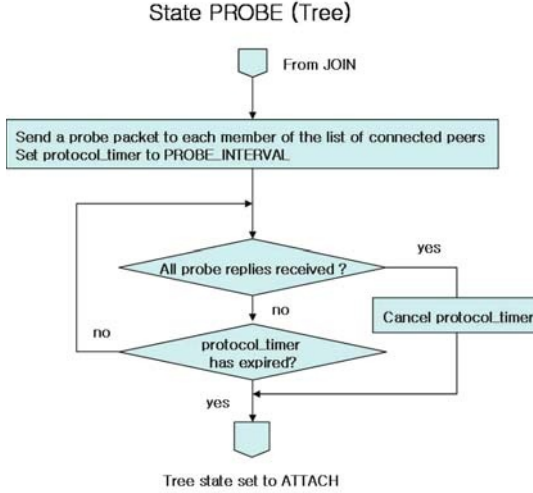 State PROBE (Tree)
From JOIN
Send a probe packet to each member of the list of connected peers
Set protocol_timer to PROBE_INTERVAL
yes
All probe replies received ?
no
Cancel protocol_timer
no
protocol_timer
has expired?
yes
Tree state set to ATTACH